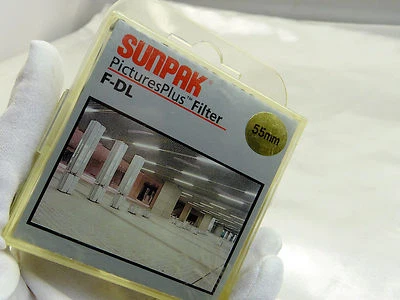 SUNPAK
PicturesPlus™ Filter
F-DL
55mm